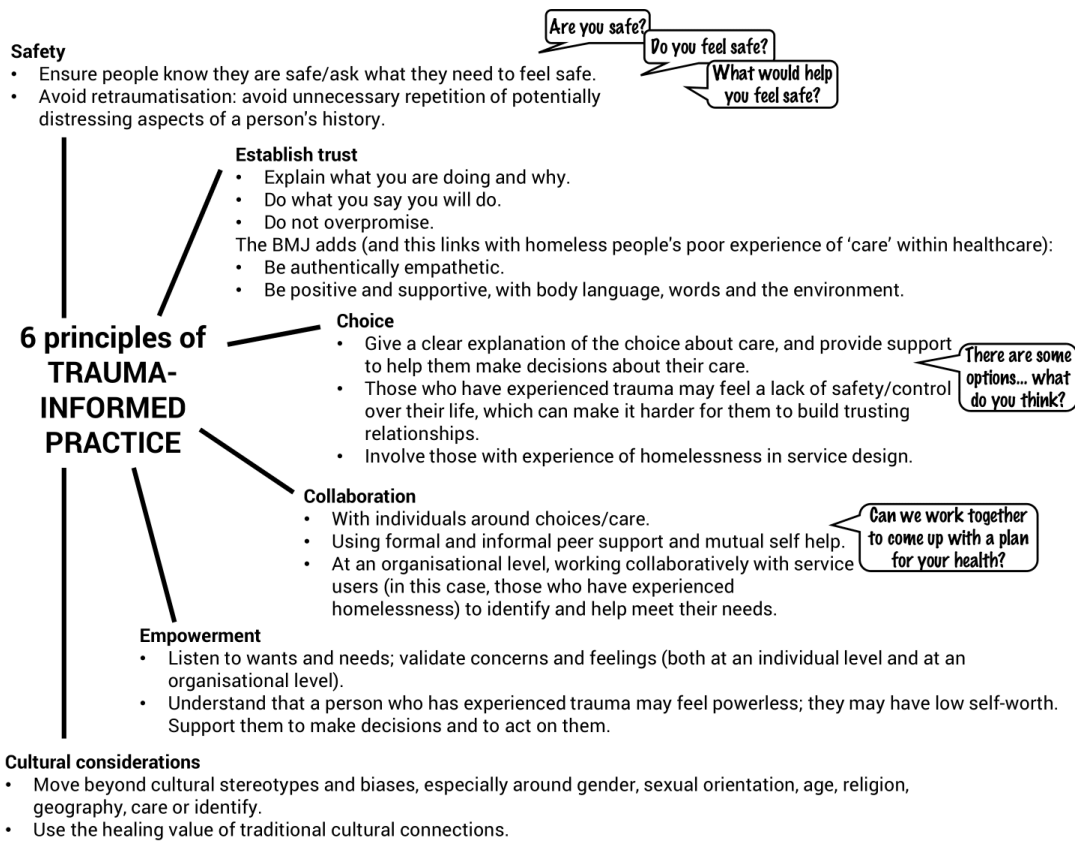 Are you safe?
Do you feel safe?
What would help
you feel safe?
Safety
• Ensure people know they are safe/ask what they need to feel safe.
• Avoid retraumatisation: avoid unnecessary repetition of potentially
distressing aspects of a person's history.
Establish trust
• Explain what you are doing and why.
• Do what you say you will do.
• Do not overpromise.
The BMJ adds (and this links with homeless people's poor experience of 'care' within healthcare):
• Be authentically empathetic.
• Be positive and supportive, with body language, words and the environment.
6 principles of
TRAUMA-
INFORMED
PRACTICE
Choice
• Give a clear explanation of the choice about care, and provide support
to help them make decisions about their care.
• Those who have experienced trauma may feel a lack of safety/control
over their life, which can make it harder for them to build trusting
relationships.
• Involve those with experience of homelessness in service design.
There are some
options... what
do you think?
Collaboration
• With individuals around choices/care.
• Using formal and informal peer support and mutual self help.
• At an organisational level, working collaboratively with service
users (in this case, those who have experienced
homelessness) to identify and help meet their needs.
Can we work together
to come up with a plan
for your health?
Empowerment
• Listen to wants and needs; validate concerns and feelings (both at an individual level and at an
organisational level).
• Understand that a person who has experienced trauma may feel powerless; they may have low self-worth.
Support them to make decisions and to act on them.
Cultural considerations
• Move beyond cultural stereotypes and biases, especially around gender, sexual orientation, age, religion,
geography, care or identify.
• Use the healing value of traditional cultural connections.